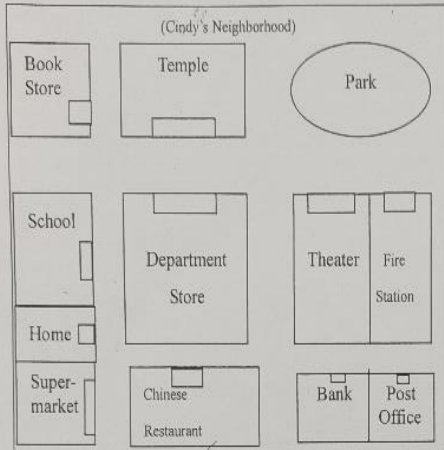 (Cindy's Neighborhood)
Book
Store
Temple
Park
School
Department
Store
Theater
Fire
Station
Home
Super-
market
Chinese
Restaurant
Bank
Post
Office